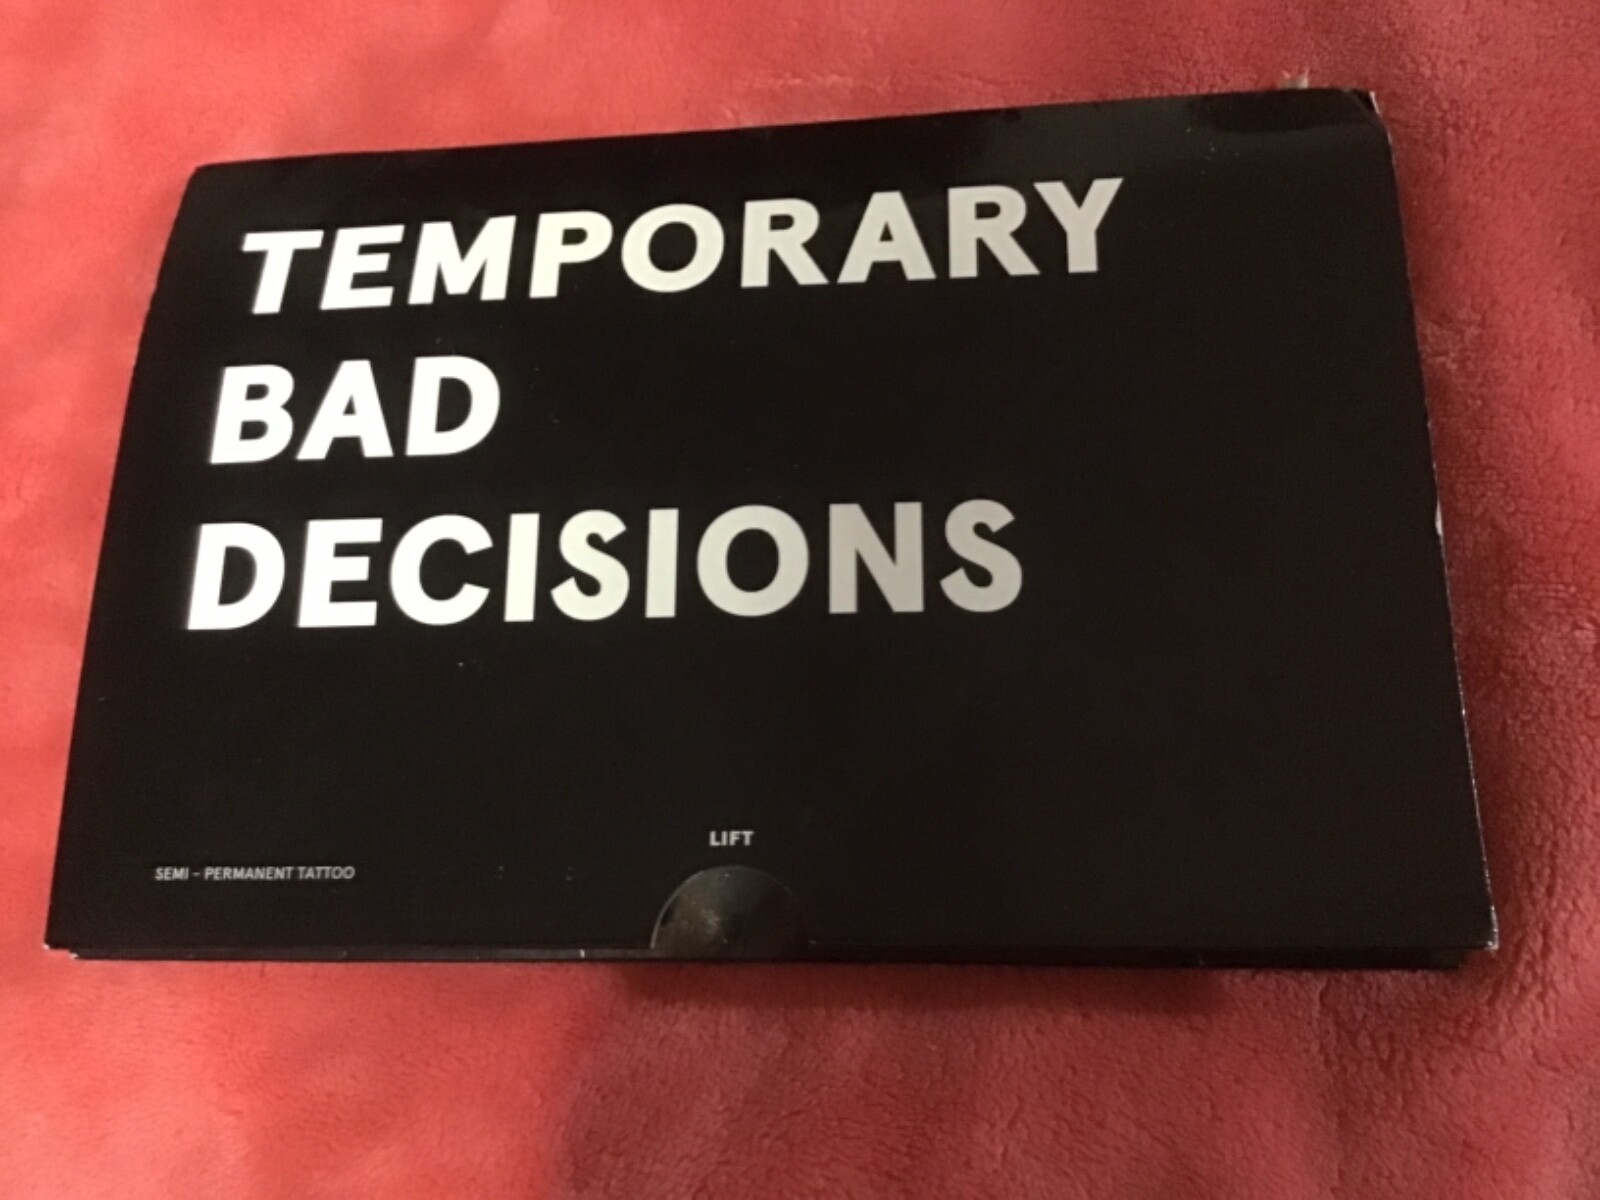 TEMPORARY
BAD
DECISIONS
LIFT
SEMI – PERMANENT TATTOO